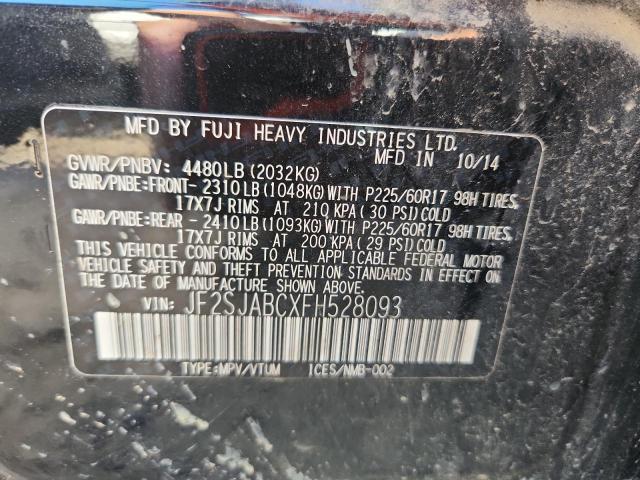 MFD BY FUJI HEAVY INDUSTRIES LTD.
MFD IN 10/14
GVWR/PNBV: 4480LB (2032KG)
GAWR/PNBE:FRONT- 2310LB (1048KG)WITH P225/60R17 98H TIRES,
17X7J RIMS AT 210 KPA (30 PSI)COLD
GAWR/PNBE:REAR - 2410LB (1093KG)WITH P225/60R17 98H TIRES,
17X7J RIMS AT 200 KPA (29 PSI)COLD
THIS VEHICLE CONFORMS TO ALL APPLICABLE FEDERAL MOTOR
VEHICLE SAFETY AND THEFT PREVENTION STANDARDS IN EFFECT ON
THE DATE OF MANUFACTURE SHOWN ABOVE.
VIN: JF2SJABCXFH528093
TYPE:MPV/VTUM ICES/NMB-002